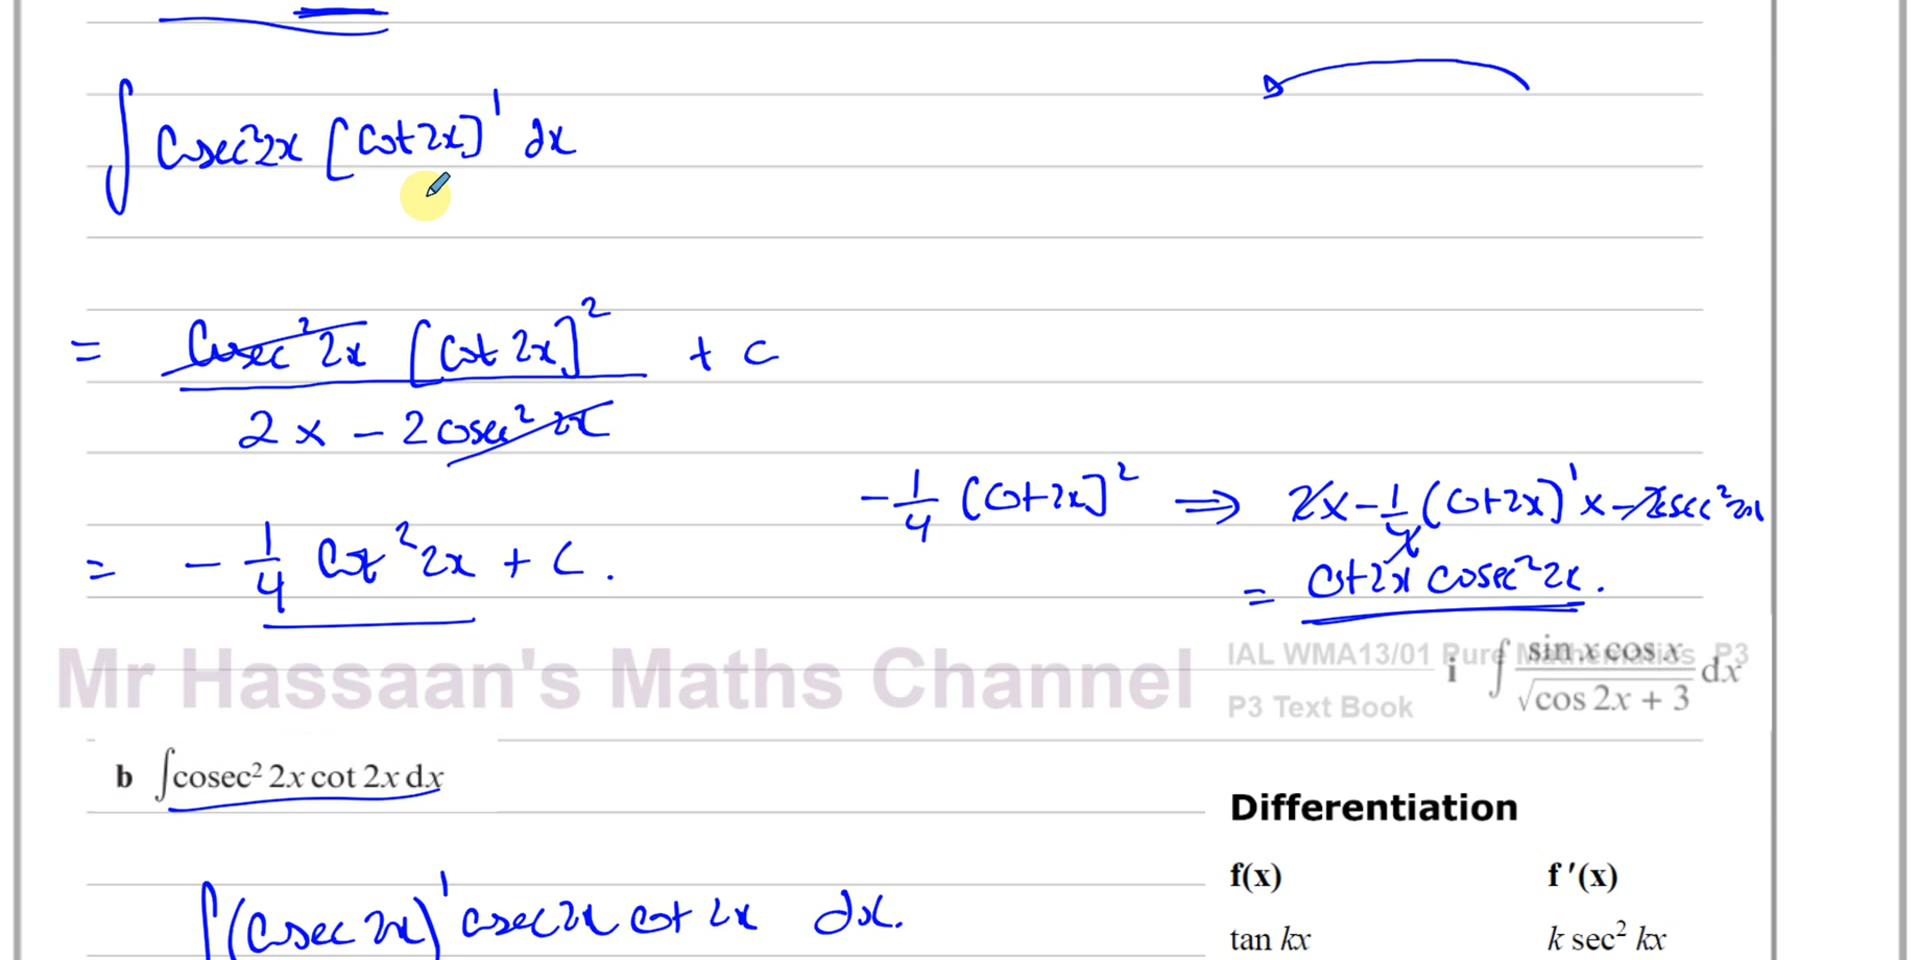 ∫ Cosec²2x [Cot2x]¹ dx
= Cosec²2x [Cot 2x]² / 2 x -2cosec²2x + c
= -1/4 Cot²2x + c.
-1/4 (Cot2x]² ⇒ 2x-1/4(Cot2x)¹x-2cosec²2x
= Cot2x cosec²2x.
Mr Hassaan's Maths Channel
IAL WMA13/01 Pure Mathematics P3
P3 Text Book
i ∫ sin x cos x / √cos 2x + 3 dx
b ∫cosec² 2x cot 2x dx
∫(Cosec 2x)¹ cosec2x cot 2x dx.
Differentiation
f(x) f '(x)
tan kx k sec² kx